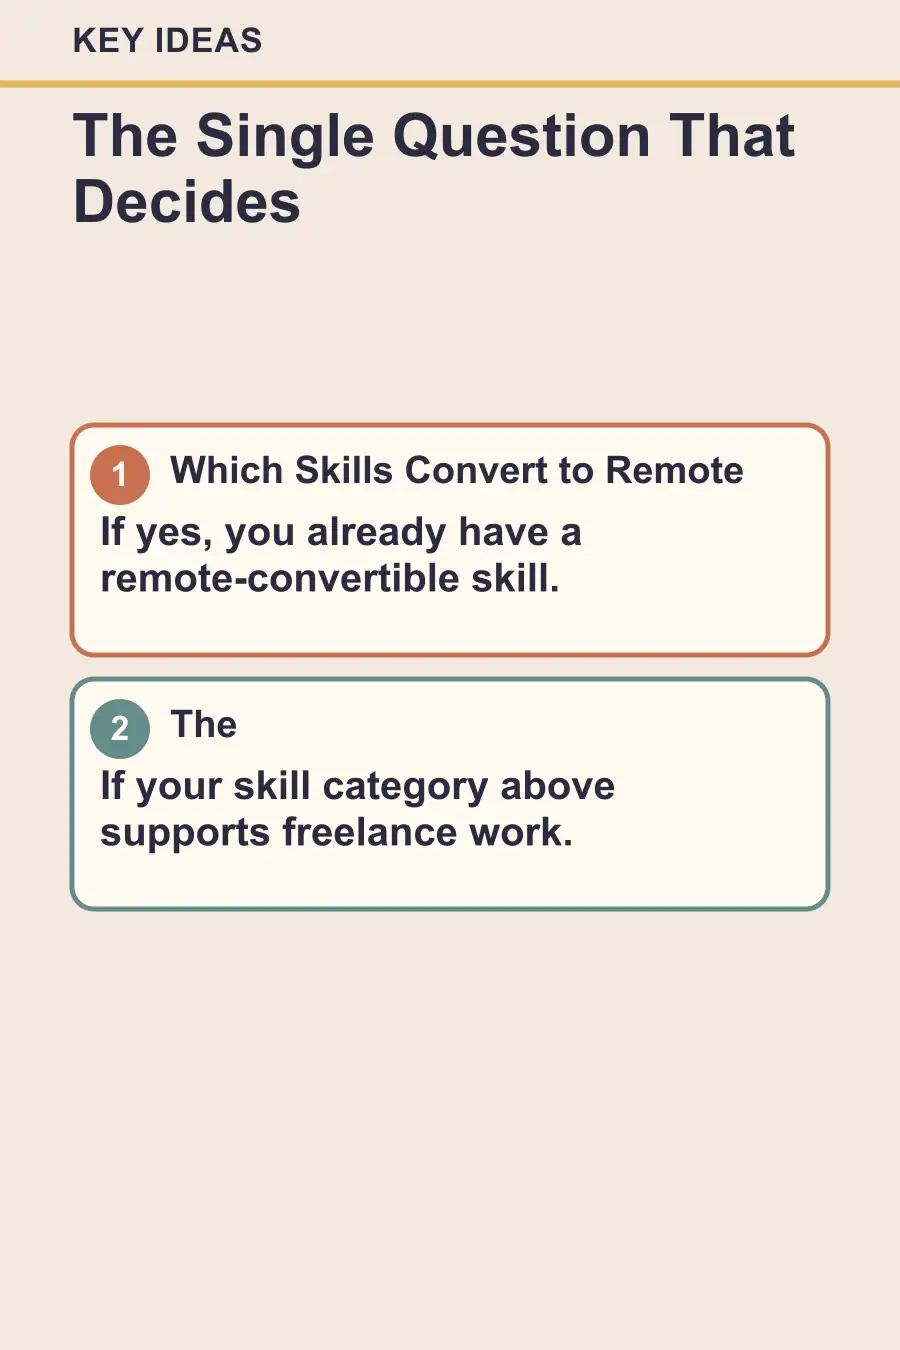 KEY IDEAS
The Single Question That
Decides
1 Which Skills Convert to Remote
If yes, you already have a
remote-convertible skill.
2 The
If your skill category above
supports freelance work.